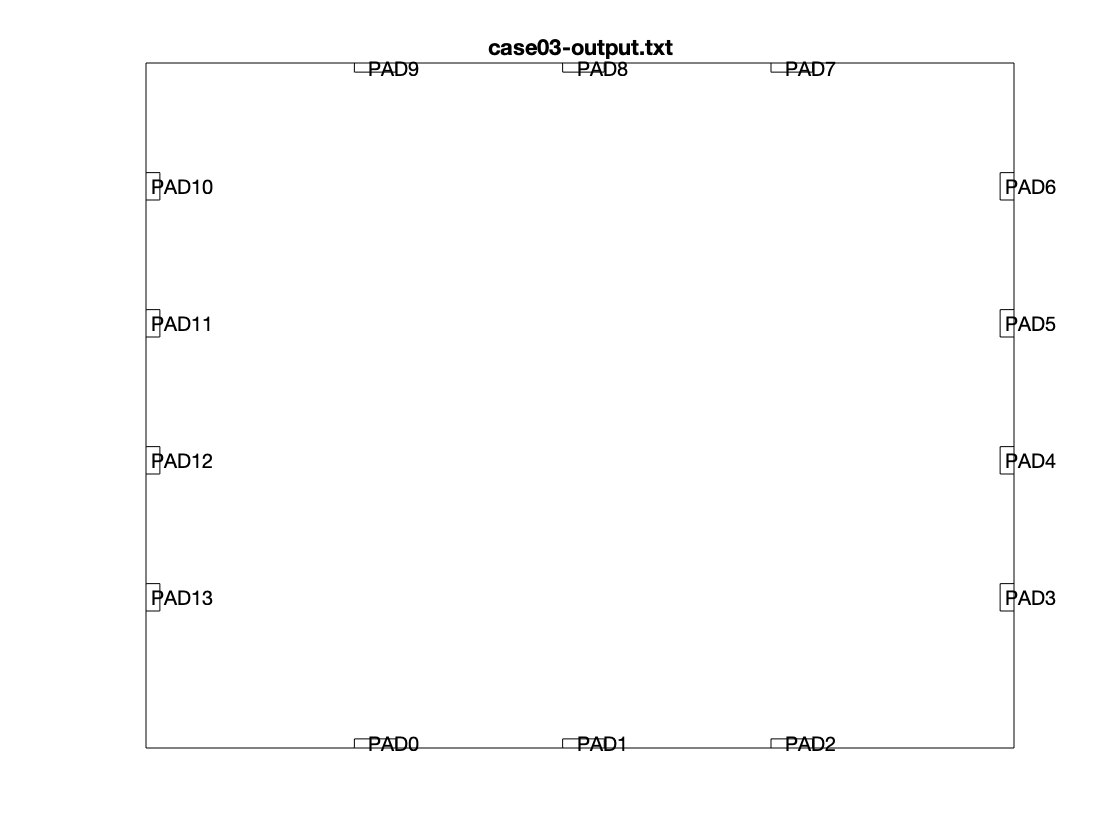 case03-output.txt
PAD9 PAD8 PAD7
PAD10 PAD6
PAD11 PAD5
PAD12 PAD4
PAD13 PAD3
PAD0 PAD1 PAD2